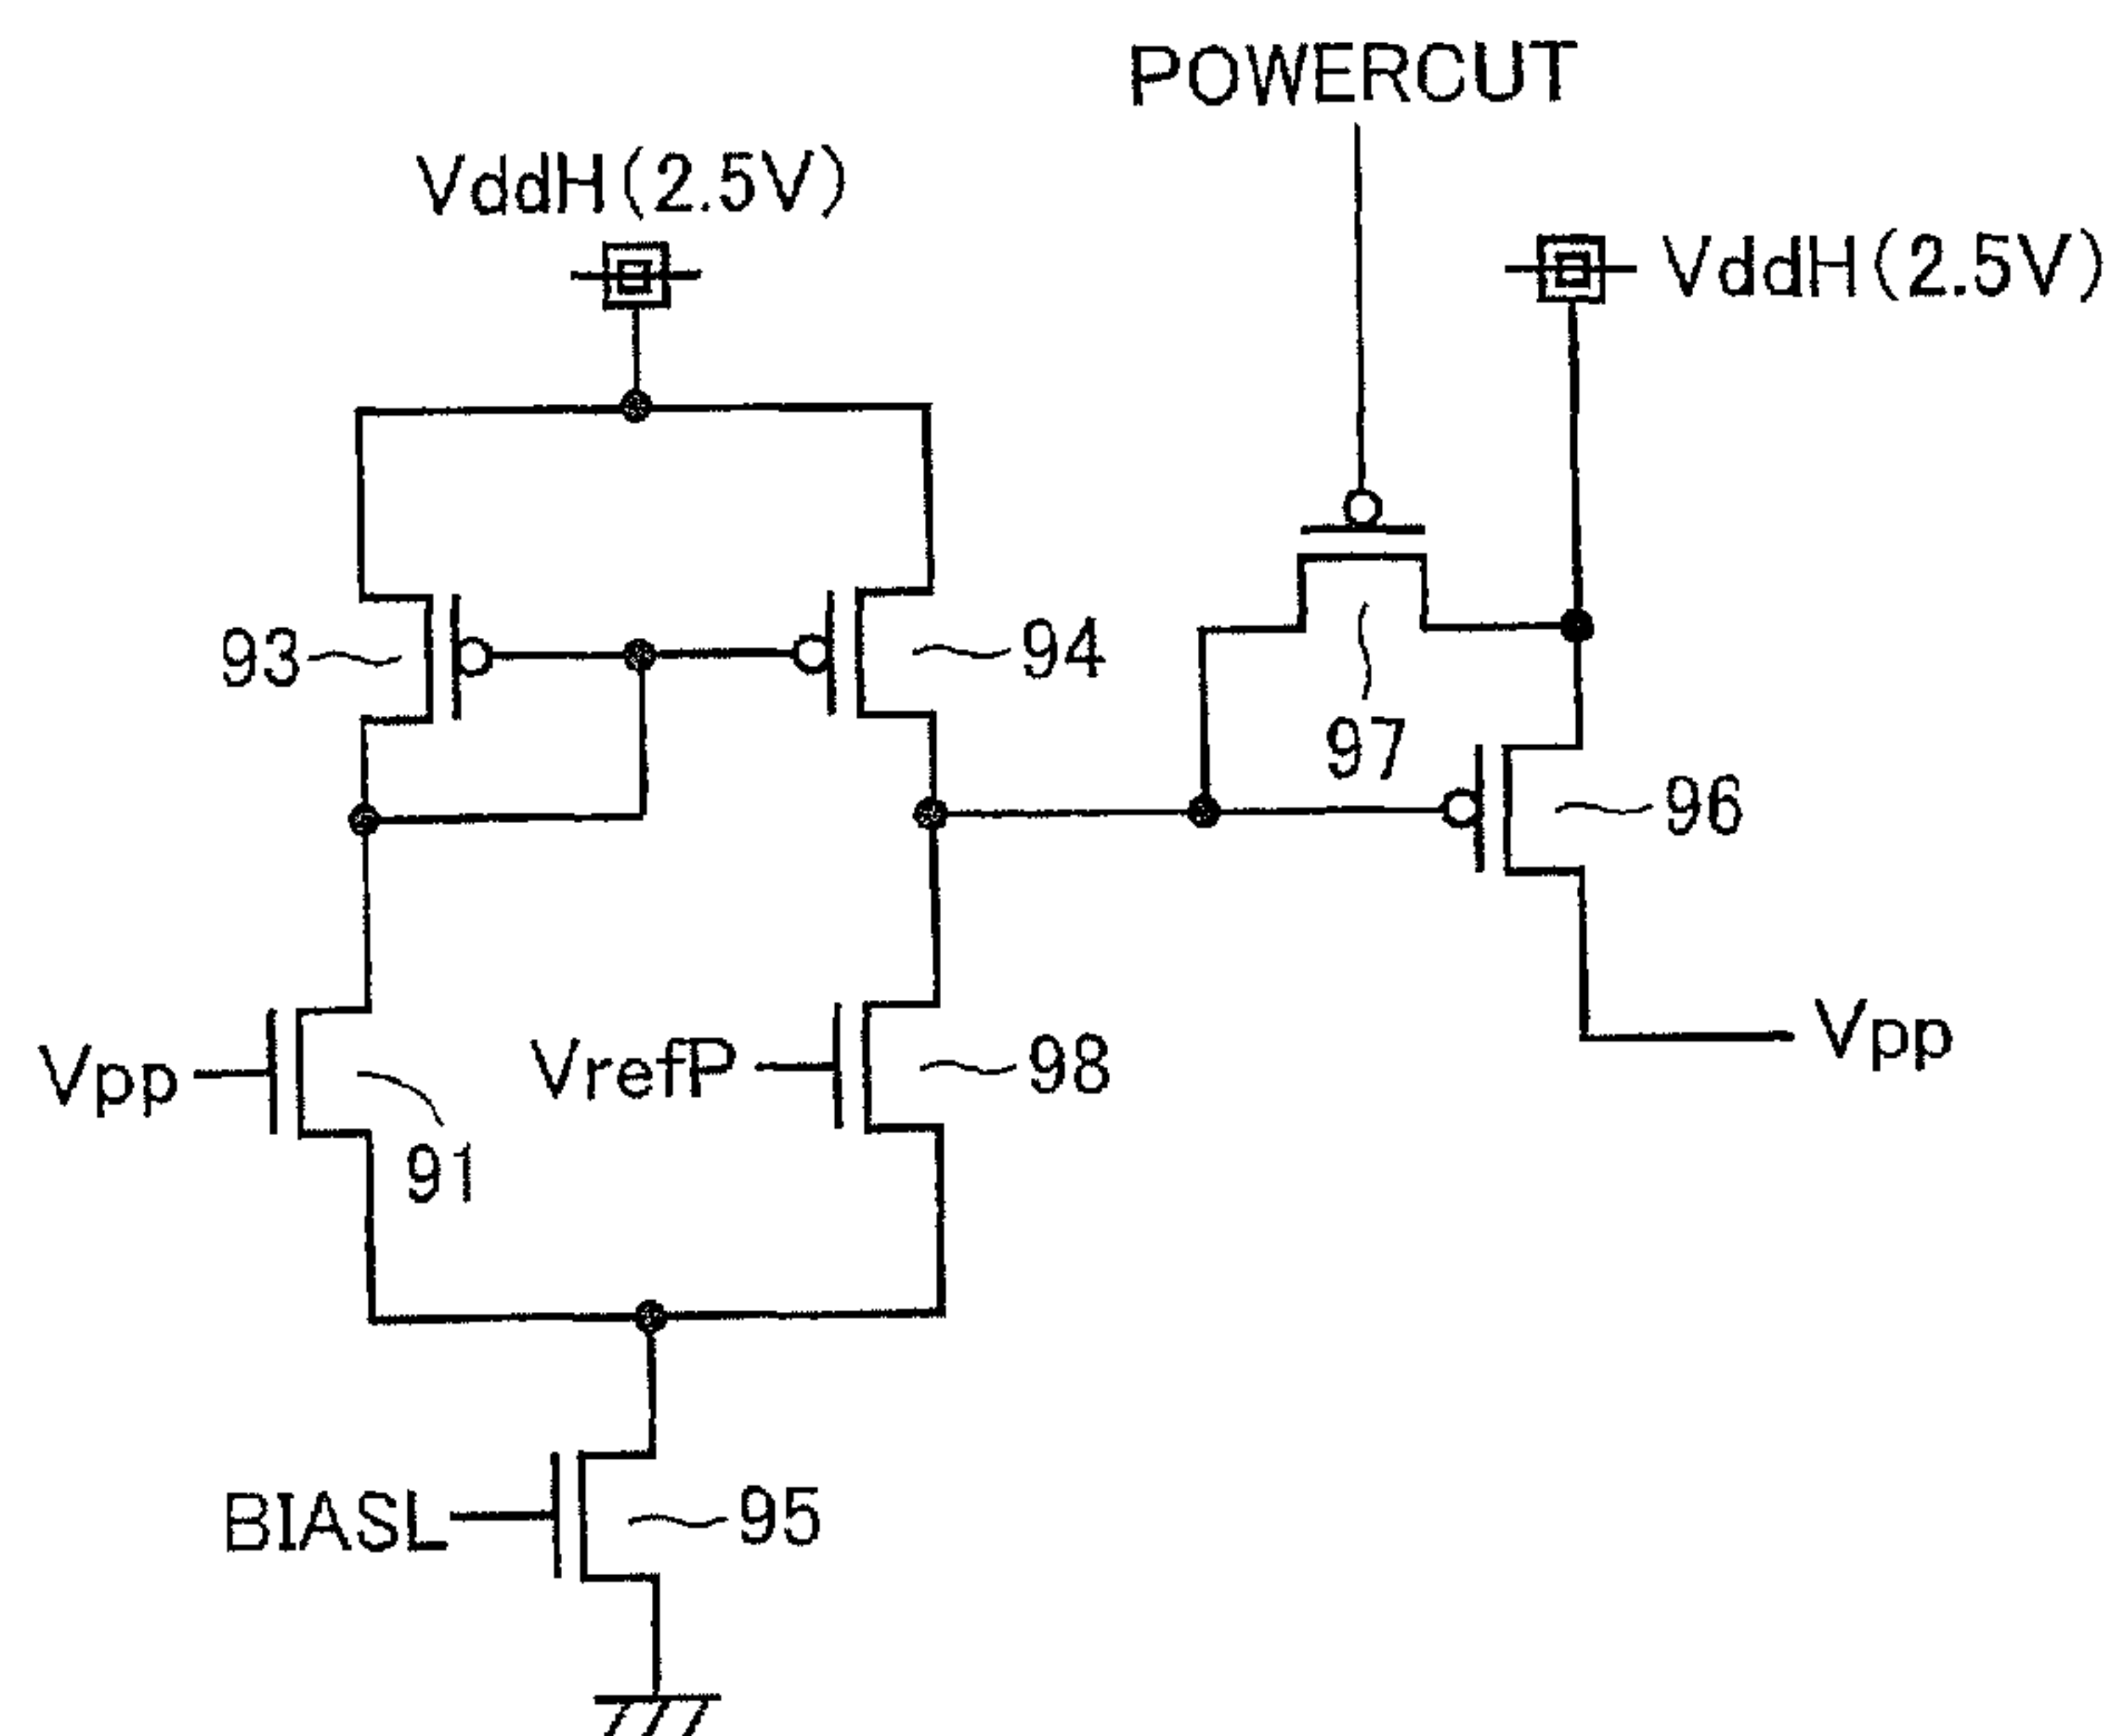 POWERCUT
VddH(2.5V)
VddH(2.5V)
93
94
97
96
Vpp
VrefP
98
Vpp
91
BIASL
95